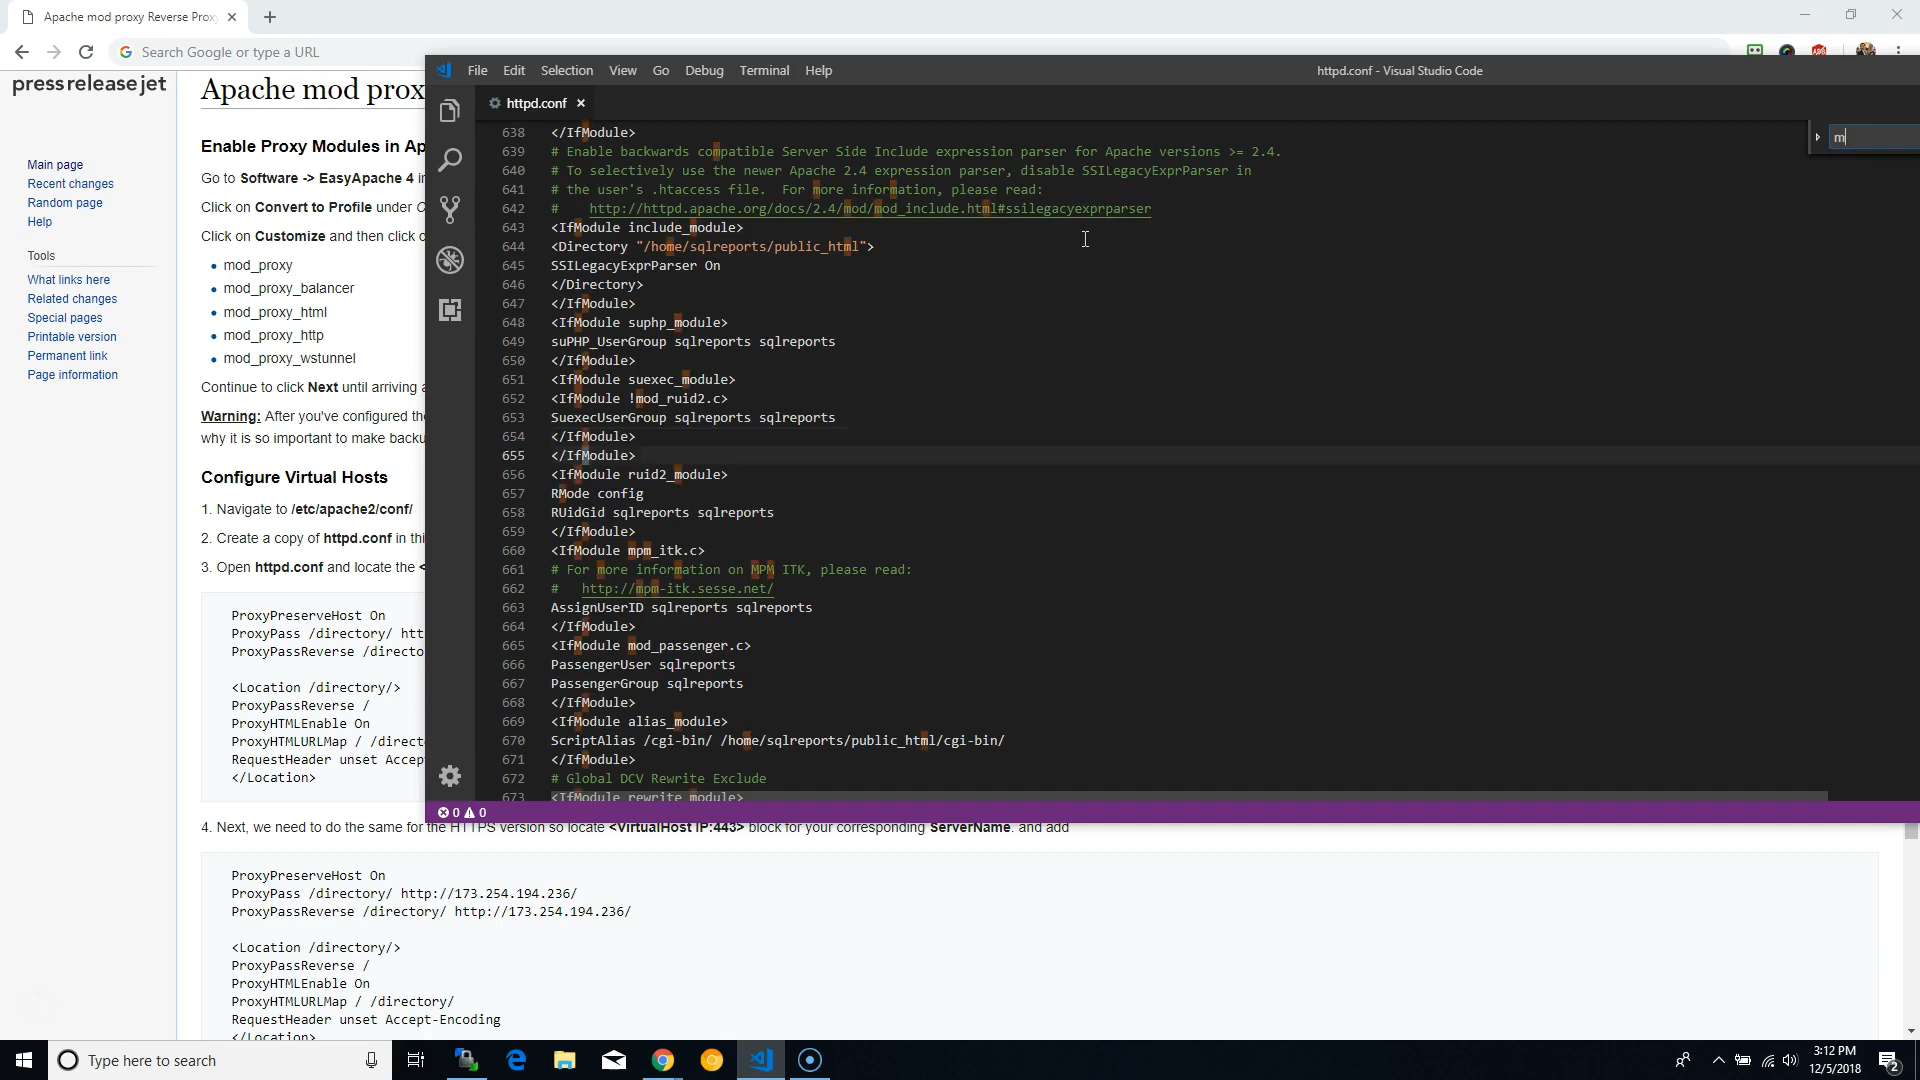 Apache mod proxy Reverse Proxy
Search Google or type a URL
ABP
pressreleasejet
Main page
Recent changes
Random page
Help
Tools
What links here
Related changes
Special pages
Printable version
Permanent link
Page information
Apache mod prox
Enable Proxy Modules in Ap
Go to Software -> EasyApache 4 in
Click on Convert to Profile under
Click on Customize and then click o
mod_proxy
mod_proxy_balancer
mod_proxy_html
mod_proxy_http
mod_proxy_wstunnel
Continue to click Next until arriving a
Warning: After you've configured the
why it is so important to make backu
Configure Virtual Hosts
1. Navigate to /etc/apache2/conf/
2. Create a copy of httpd.conf in thi
3. Open httpd.conf and locate the <
ProxyPreserveHost On
ProxyPass /directory/ htt
ProxyPassReverse /directo
<Location /directory/>
ProxyPassReverse /
ProxyHTMLEnable On
ProxyHTMLURLMap / /direct
RequestHeader unset Accep
</Location>
File Edit Selection View Go Debug Terminal Help
httpd.conf - Visual Studio Code
httpd.conf
m
638 </IfModule>
639 # Enable backwards compatible Server Side Include expression parser for Apache versions >= 2.4.
640 # To selectively use the newer Apache 2.4 expression parser, disable SSILegacyExprParser in
641 # the user's .htaccess file.  For more information, please read:
642 #    http://httpd.apache.org/docs/2.4/mod/mod_include.html#ssilegacyexprparser
643 <IfModule include_module>
644 <Directory "/home/sqlreports/public_html">
645 SSILegacyExprParser On
646 </Directory>
647 </IfModule>
648 <IfModule suphp_module>
649 suPHP_UserGroup sqlreports sqlreports
650 </IfModule>
651 <IfModule suexec_module>
652 <IfModule !mod_ruid2.c>
653 SuexecUserGroup sqlreports sqlreports
654 </IfModule>
655 </IfModule>
656 <IfModule ruid2_module>
657 RMode config
658 RUidGid sqlreports sqlreports
659 </IfModule>
660 <IfModule mpm_itk.c>
661 # For more information on MPM ITK, please read:
662 #   http://mpm-itk.sesse.net/
663 AssignUserID sqlreports sqlreports
664 </IfModule>
665 <IfModule mod_passenger.c>
666 PassengerUser sqlreports
667 PassengerGroup sqlreports
668 </IfModule>
669 <IfModule alias_module>
670 ScriptAlias /cgi-bin/ /home/sqlreports/public_html/cgi-bin/
671 </IfModule>
672 # Global DCV Rewrite Exclude
673 <IfModule rewrite_module>
0 0
4. Next, we need to do the same for the HTTPS version so locate <VirtualHost IP:443> block for your corresponding ServerName. and add
ProxyPreserveHost On
ProxyPass /directory/ http://173.254.194.236/
ProxyPassReverse /directory/ http://173.254.194.236/
<Location /directory/>
ProxyPassReverse /
ProxyHTMLEnable On
ProxyHTMLURLMap / /directory/
RequestHeader unset Accept-Encoding
</Location>
Type here to search
3:12 PM
12/5/2018
2